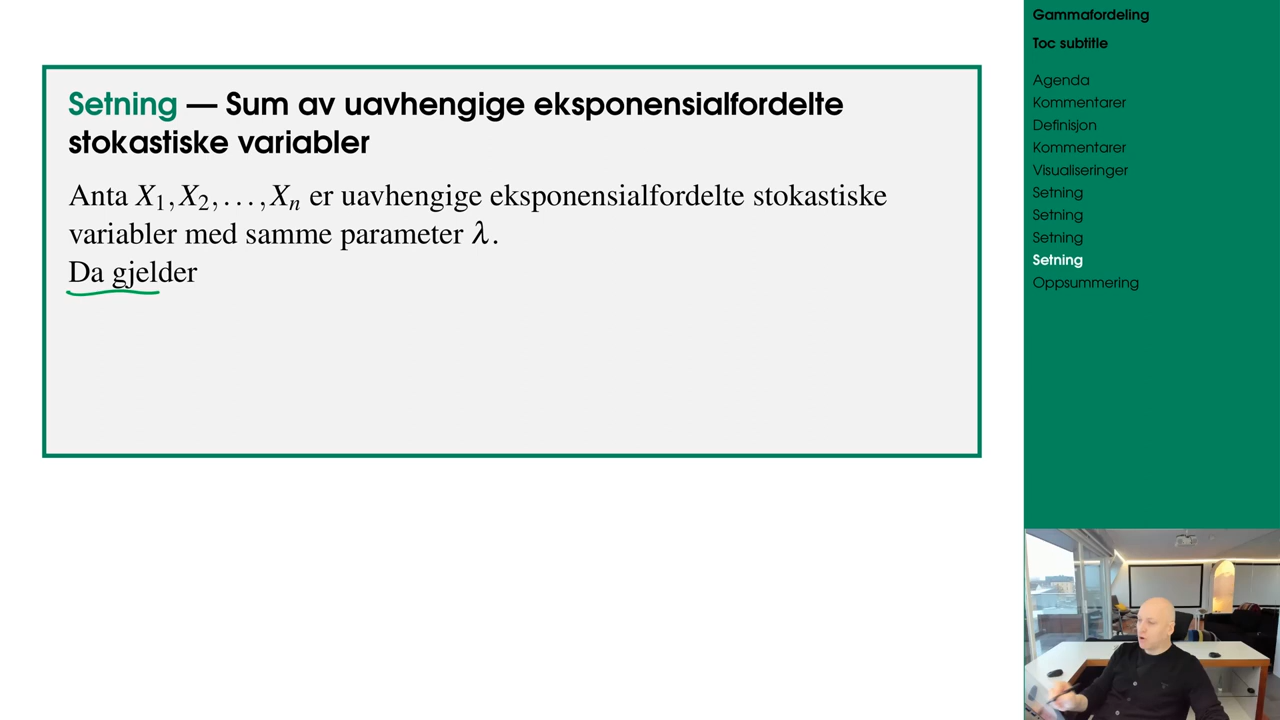 Setning — Sum av uavhengige eksponensialfordelte
stokastiske variabler
Anta X₁, X₂, ..., Xₙ er uavhengige eksponensialfordelte stokastiske
variabler med samme parameter λ.
Da gjelder
Gammafordeling
Toc subtitle
Agenda
Kommentarer
Definisjon
Kommentarer
Visualiseringer
Setning
Setning
Setning
Setning
Oppsummering